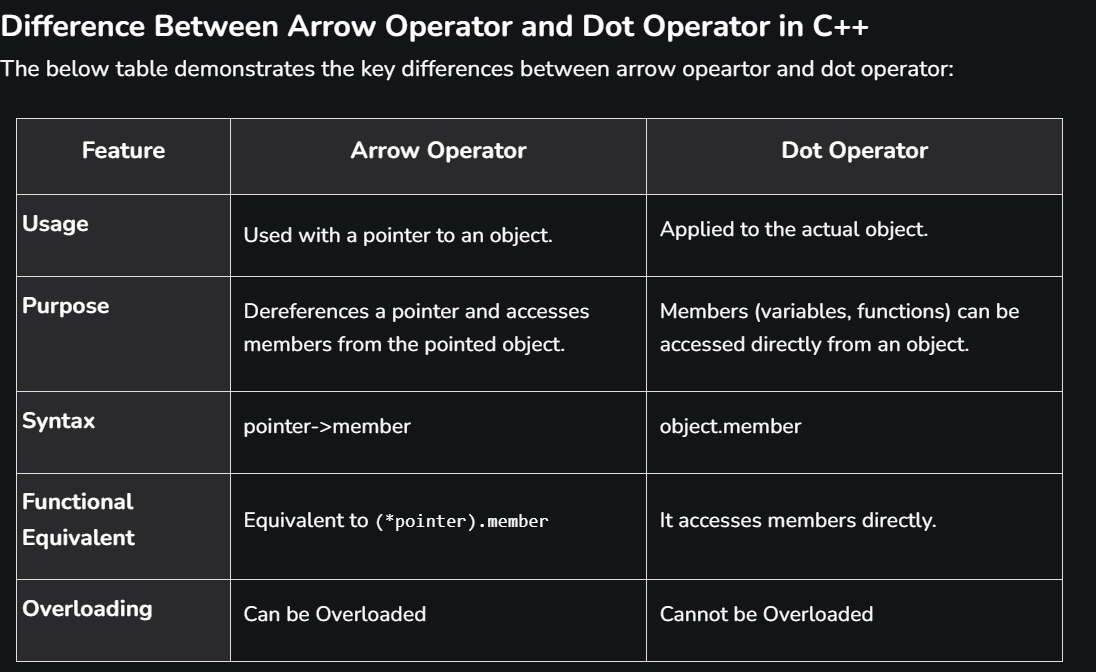 Difference Between Arrow Operator and Dot Operator in C++
The below table demonstrates the key differences between arrow opeartor and dot operator:
Feature
Arrow Operator
Dot Operator
Usage
Used with a pointer to an object.
Applied to the actual object.
Purpose
Dereferences a pointer and accesses
members from the pointed object.
Members (variables, functions) can be
accessed directly from an object.
Syntax
pointer->member
object.member
Functional
Equivalent
Equivalent to (*pointer).member
It accesses members directly.
Overloading
Can be Overloaded
Cannot be Overloaded